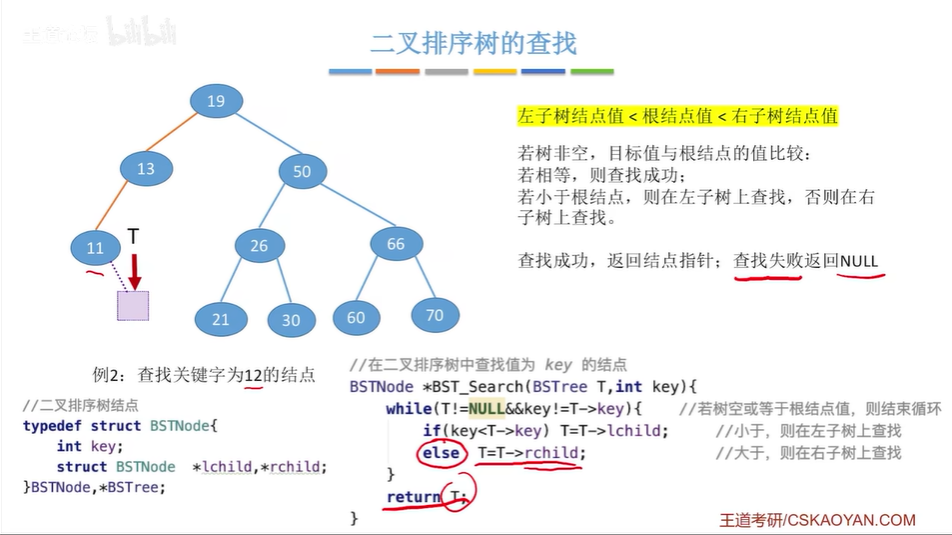 王道论坛 bilibili
二叉排序树的查找
19
13
50
11
T
26
66
21
30
60
70
左子树结点值 < 根结点值 < 右子树结点值
若树非空，目标值与根结点的值比较：
若相等，则查找成功；
若小于根结点，则在左子树上查找，否则在右
子树上查找。
查找成功，返回结点指针；查找失败返回NULL
例2：查找关键字为12的结点
//二叉排序树结点
typedef struct BSTNode{
int key;
struct BSTNode *lchild,*rchild;
}BSTNode,*BSTree;
//在二叉排序树中查找值为 key 的结点
BSTNode *BST_Search(BSTree T,int key){
while(T!=NULL&&key!=T->key){ //若树空或等于根结点值，则结束循环
if(key<T->key) T=T->lchild; //小于，则在左子树上查找
else T=T->rchild; //大于，则在右子树上查找
}
return T;
}
王道考研/CSKAOYAN.COM